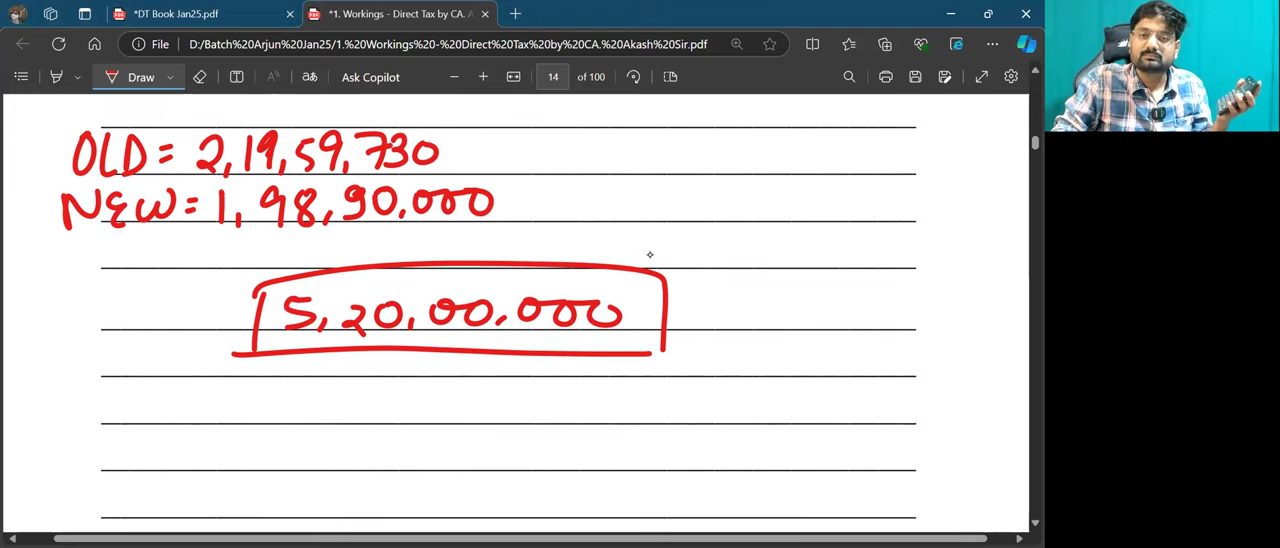 *DT Book Jan25.pdf
*1. Workings - Direct Tax by CA. A
File
D:/Batch%20Arjun%20Jan25/1.%20Workings%20-%20Direct%20Tax%20by%20CA.%20Akash%20Sir.pdf
Draw
aあ
Ask Copilot
14 of 100
OLD = 2,19,59,730
NEW = 1,98,90,000
5,20,00,000